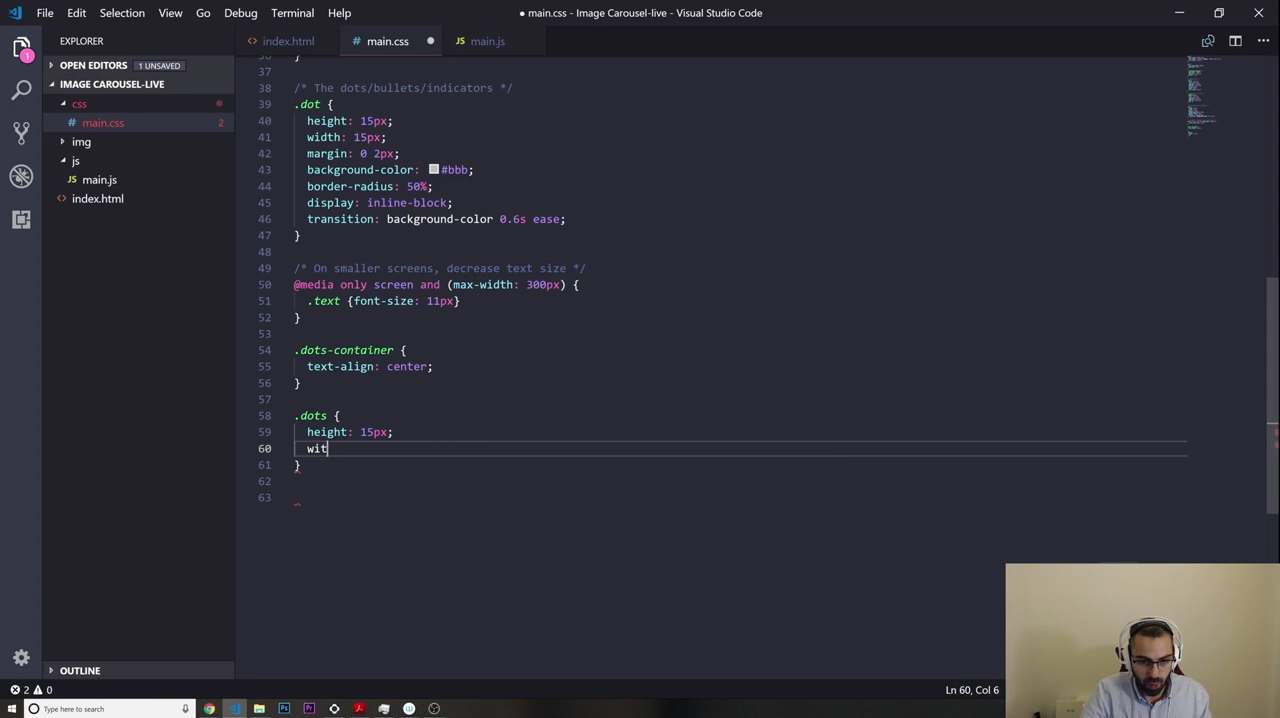 File Edit Selection View Go Debug Terminal Help
● main.css - Image Carousel-live - Visual Studio Code
EXPLORER
index.html
main.css
main.js
OPEN EDITORS 1 UNSAVED
IMAGE CAROUSEL-LIVE
css
# main.css 2
img
js
JS main.js
<> index.html
OUTLINE
1
36 }
37
38 /* The dots/bullets/indicators */
39 .dot {
40 height: 15px;
41 width: 15px;
42 margin: 0 2px;
43 background-color: #bbb;
44 border-radius: 50%;
45 display: inline-block;
46 transition: background-color 0.6s ease;
47 }
48
49 /* On smaller screens, decrease text size */
50 @media only screen and (max-width: 300px) {
51 .text {font-size: 11px}
52 }
53
54 .dots-container {
55 text-align: center;
56 }
57
58 .dots {
59 height: 15px;
60 wit
61 }
62
63
2 0
Ln 60, Col 6
Type here to search